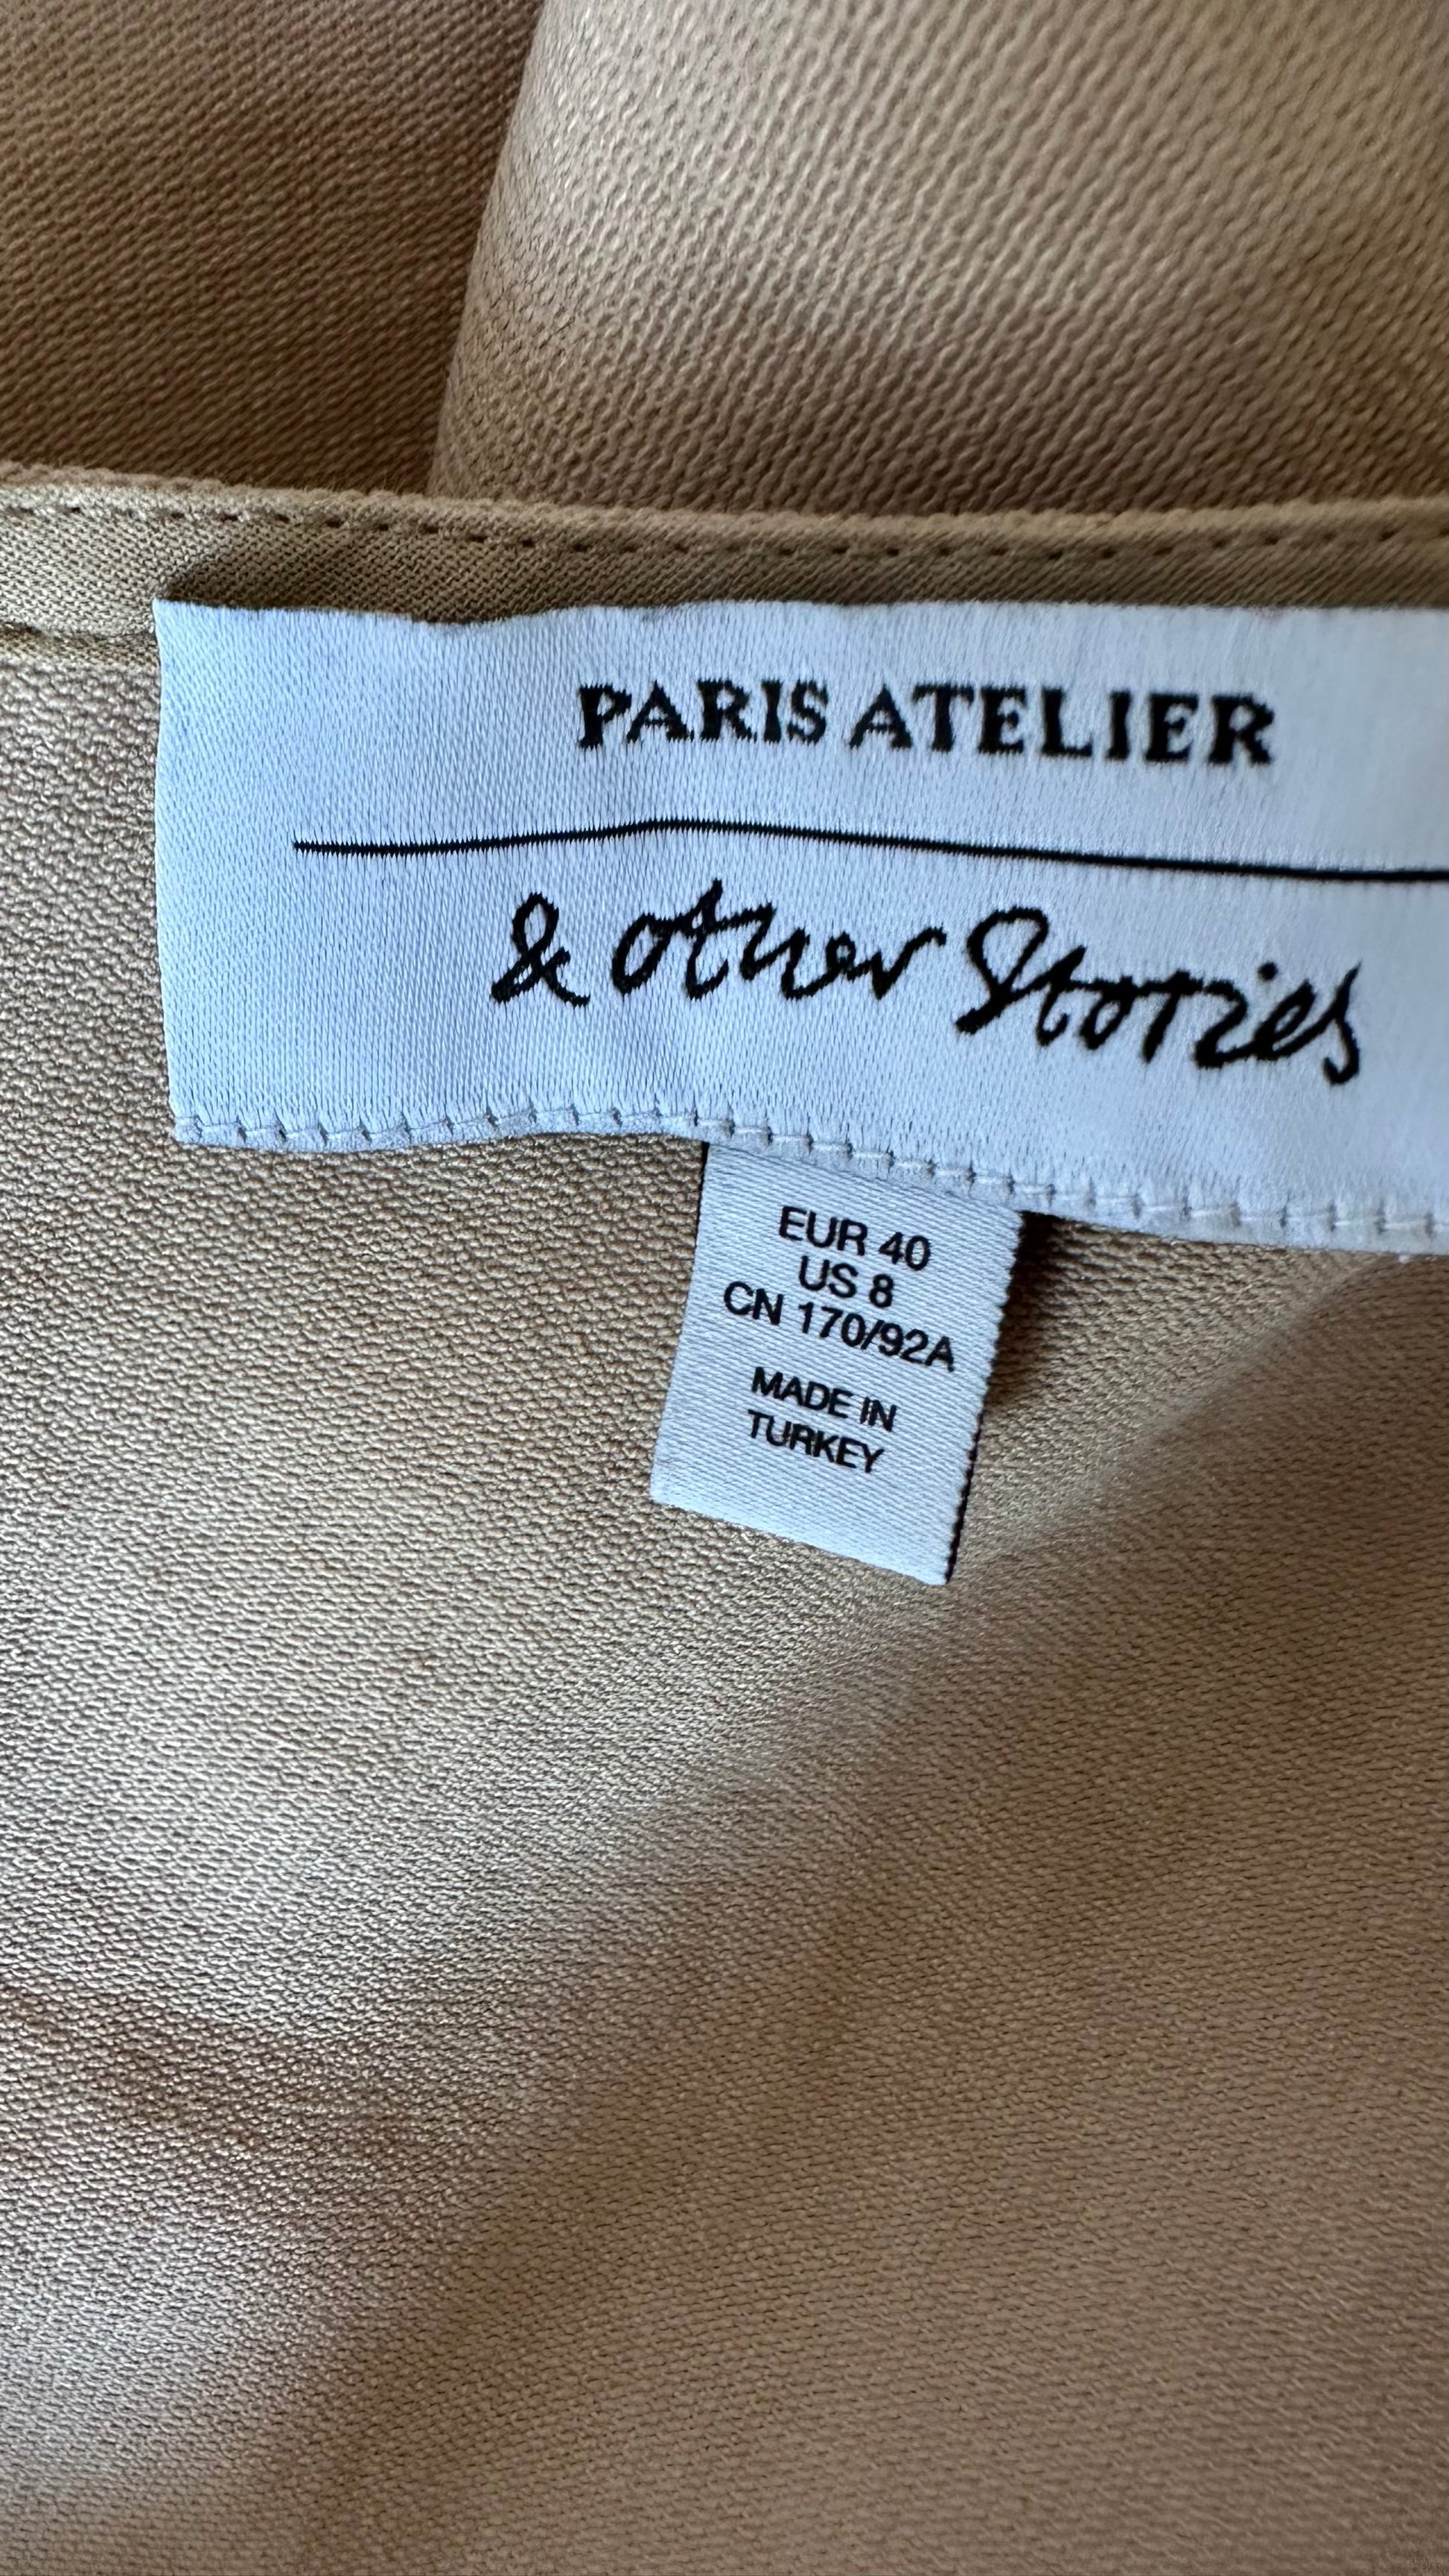 PARIS ATELIER
& other Stories
EUR 40
US 8
CN 170/92A
MADE IN
TURKEY